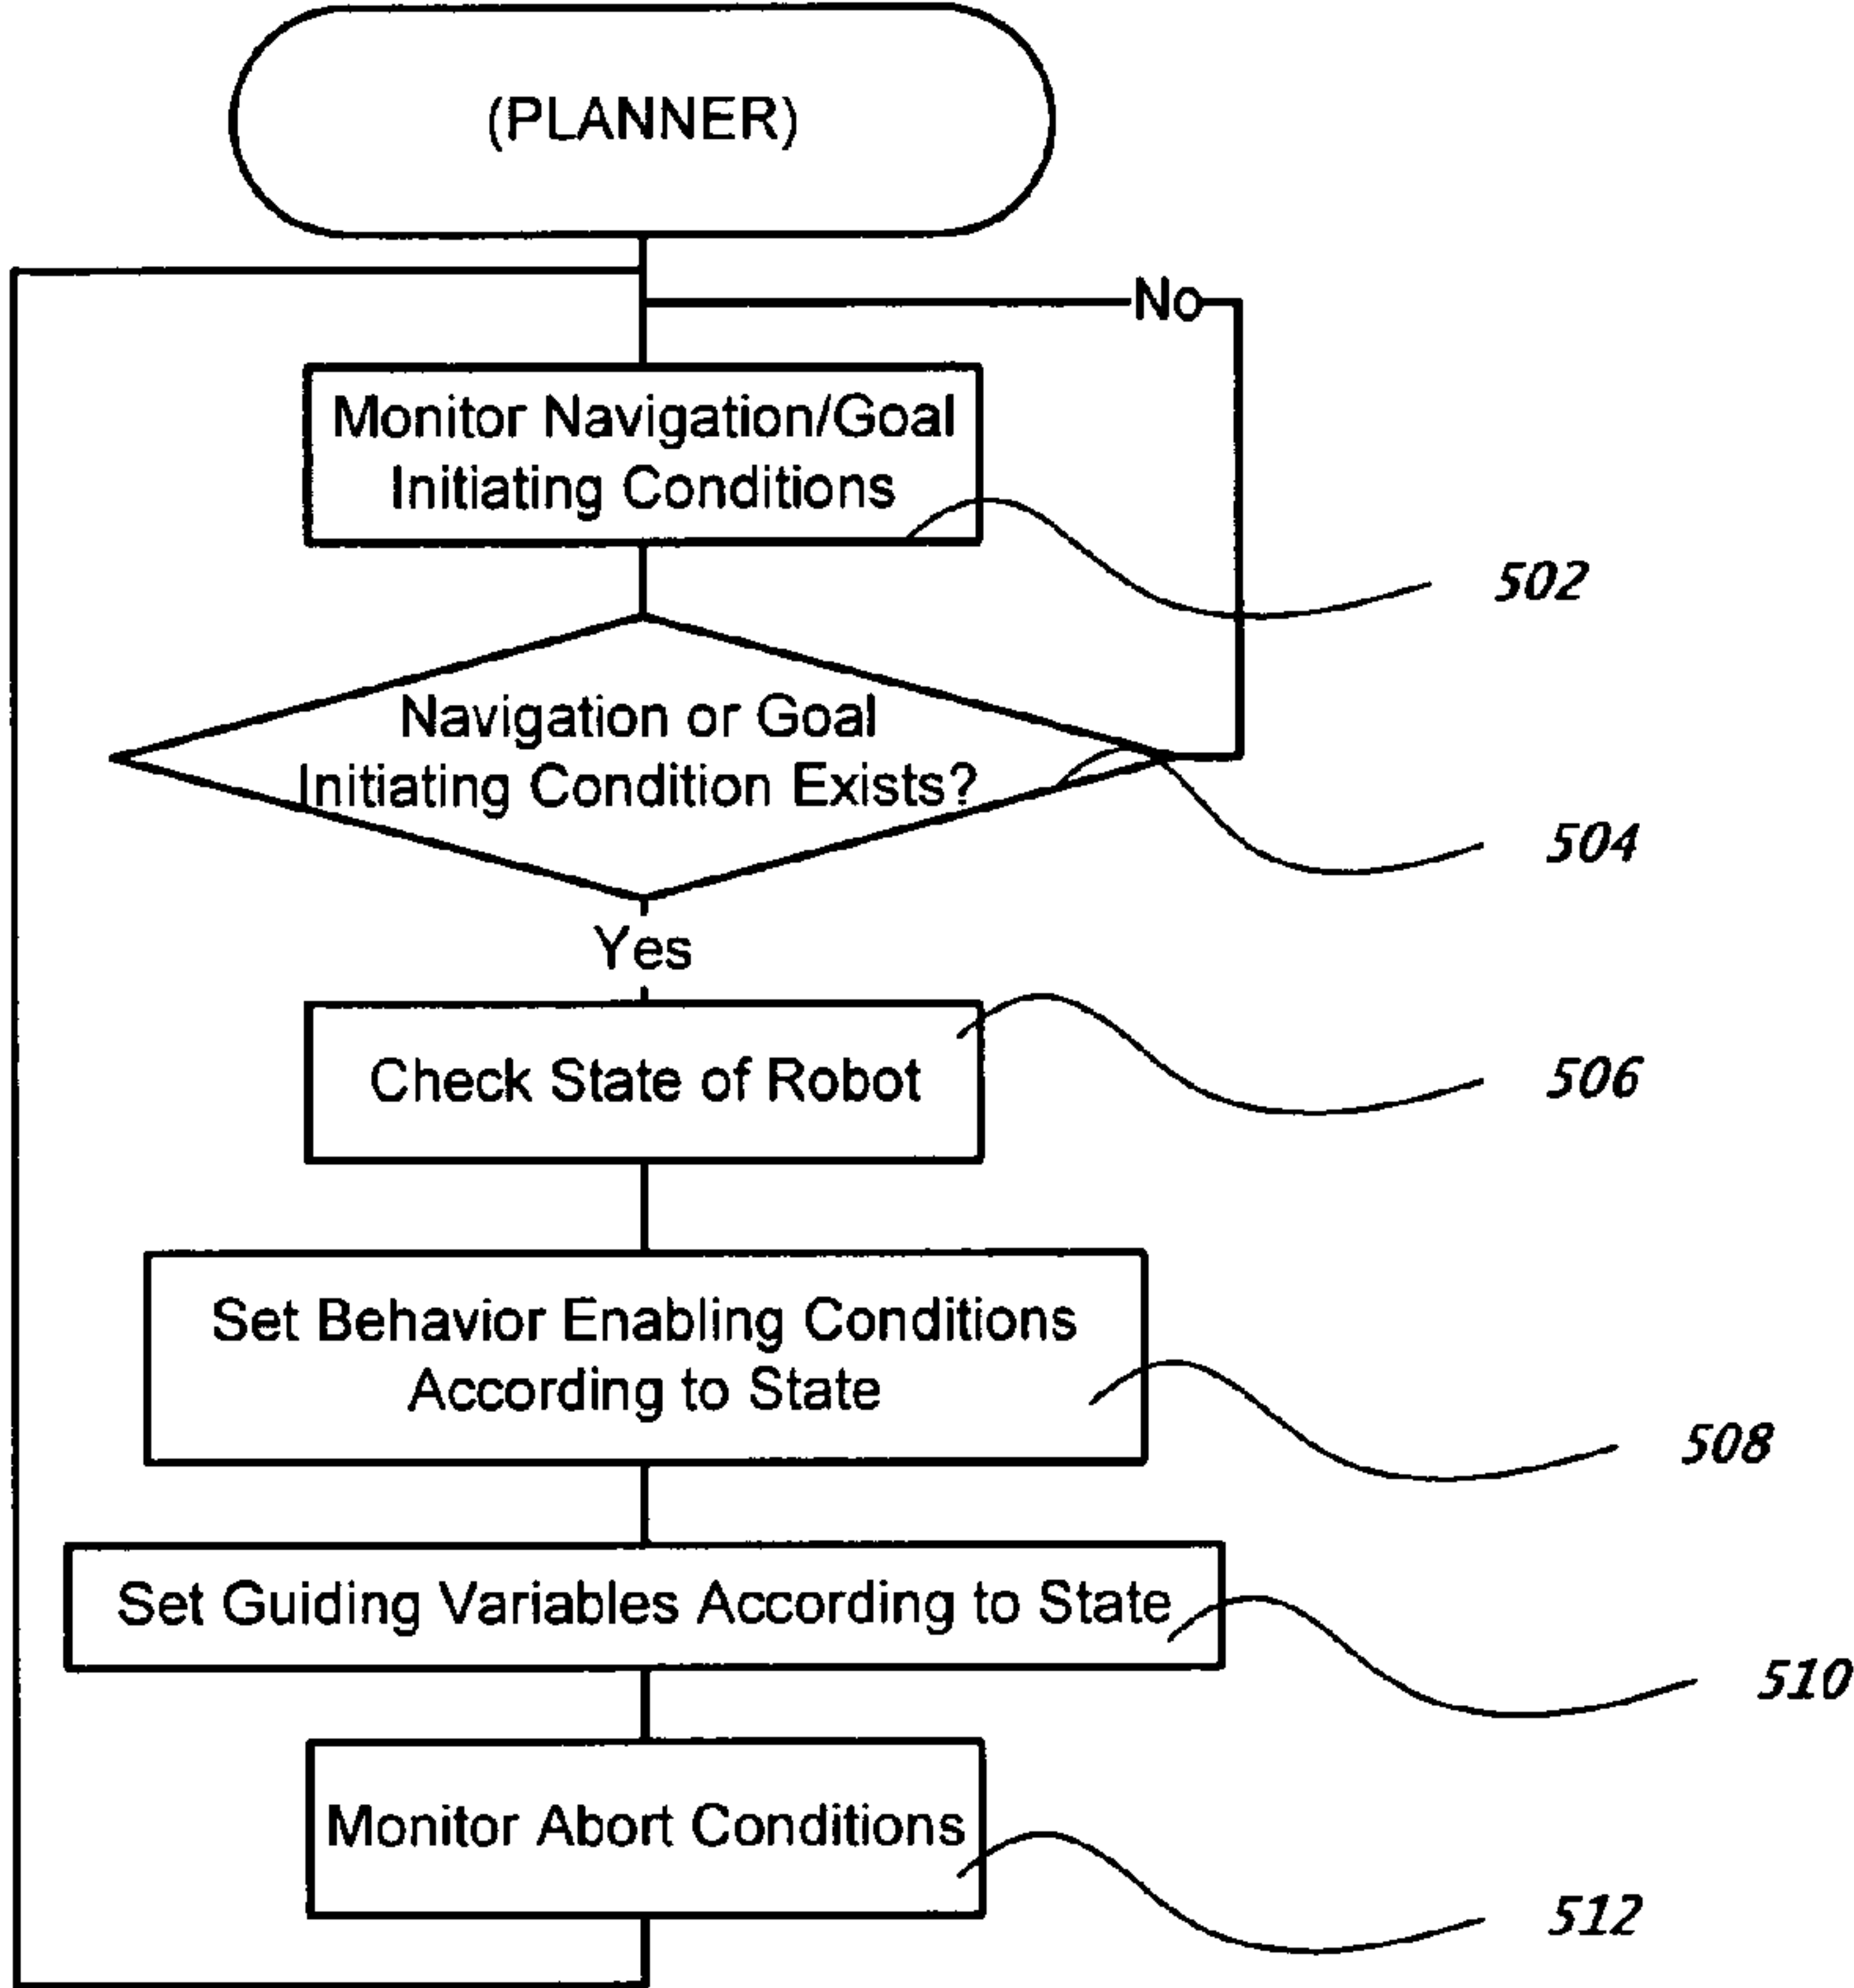 (PLANNER)
No
Monitor Navigation/Goal
Initiating Conditions
502
Navigation or Goal
Initiating Condition Exists?
504
Yes
Check State of Robot
506
Set Behavior Enabling Conditions
According to State
508
Set Guiding Variables According to State
510
Monitor Abort Conditions
512